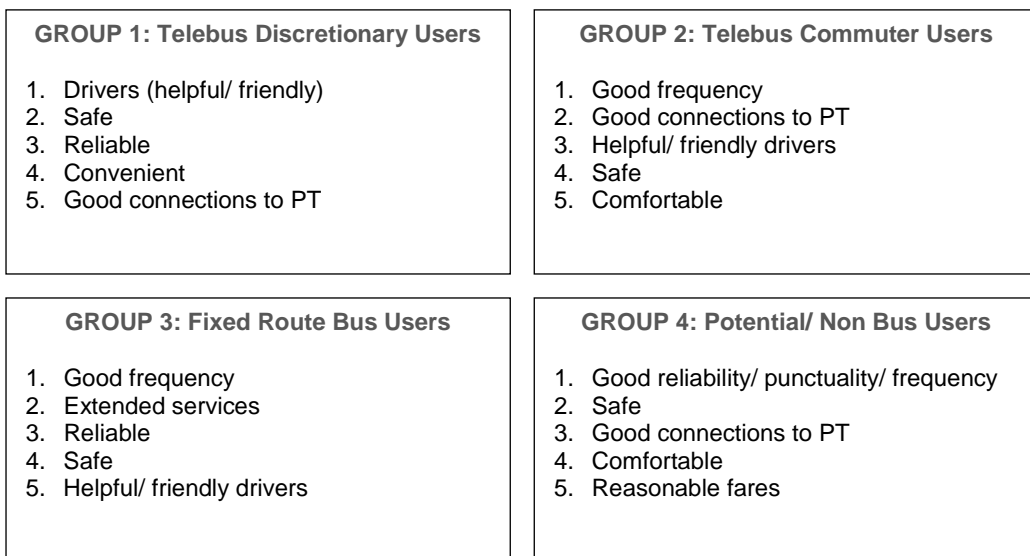 GROUP 1: Telebus Discretionary Users
1. Drivers (helpful/ friendly)
2. Safe
3. Reliable
4. Convenient
5. Good connections to PT
GROUP 2: Telebus Commuter Users
1. Good frequency
2. Good connections to PT
3. Helpful/ friendly drivers
4. Safe
5. Comfortable
GROUP 3: Fixed Route Bus Users
1. Good frequency
2. Extended services
3. Reliable
4. Safe
5. Helpful/ friendly drivers
GROUP 4: Potential/ Non Bus Users
1. Good reliability/ punctuality/ frequency
2. Safe
3. Good connections to PT
4. Comfortable
5. Reasonable fares